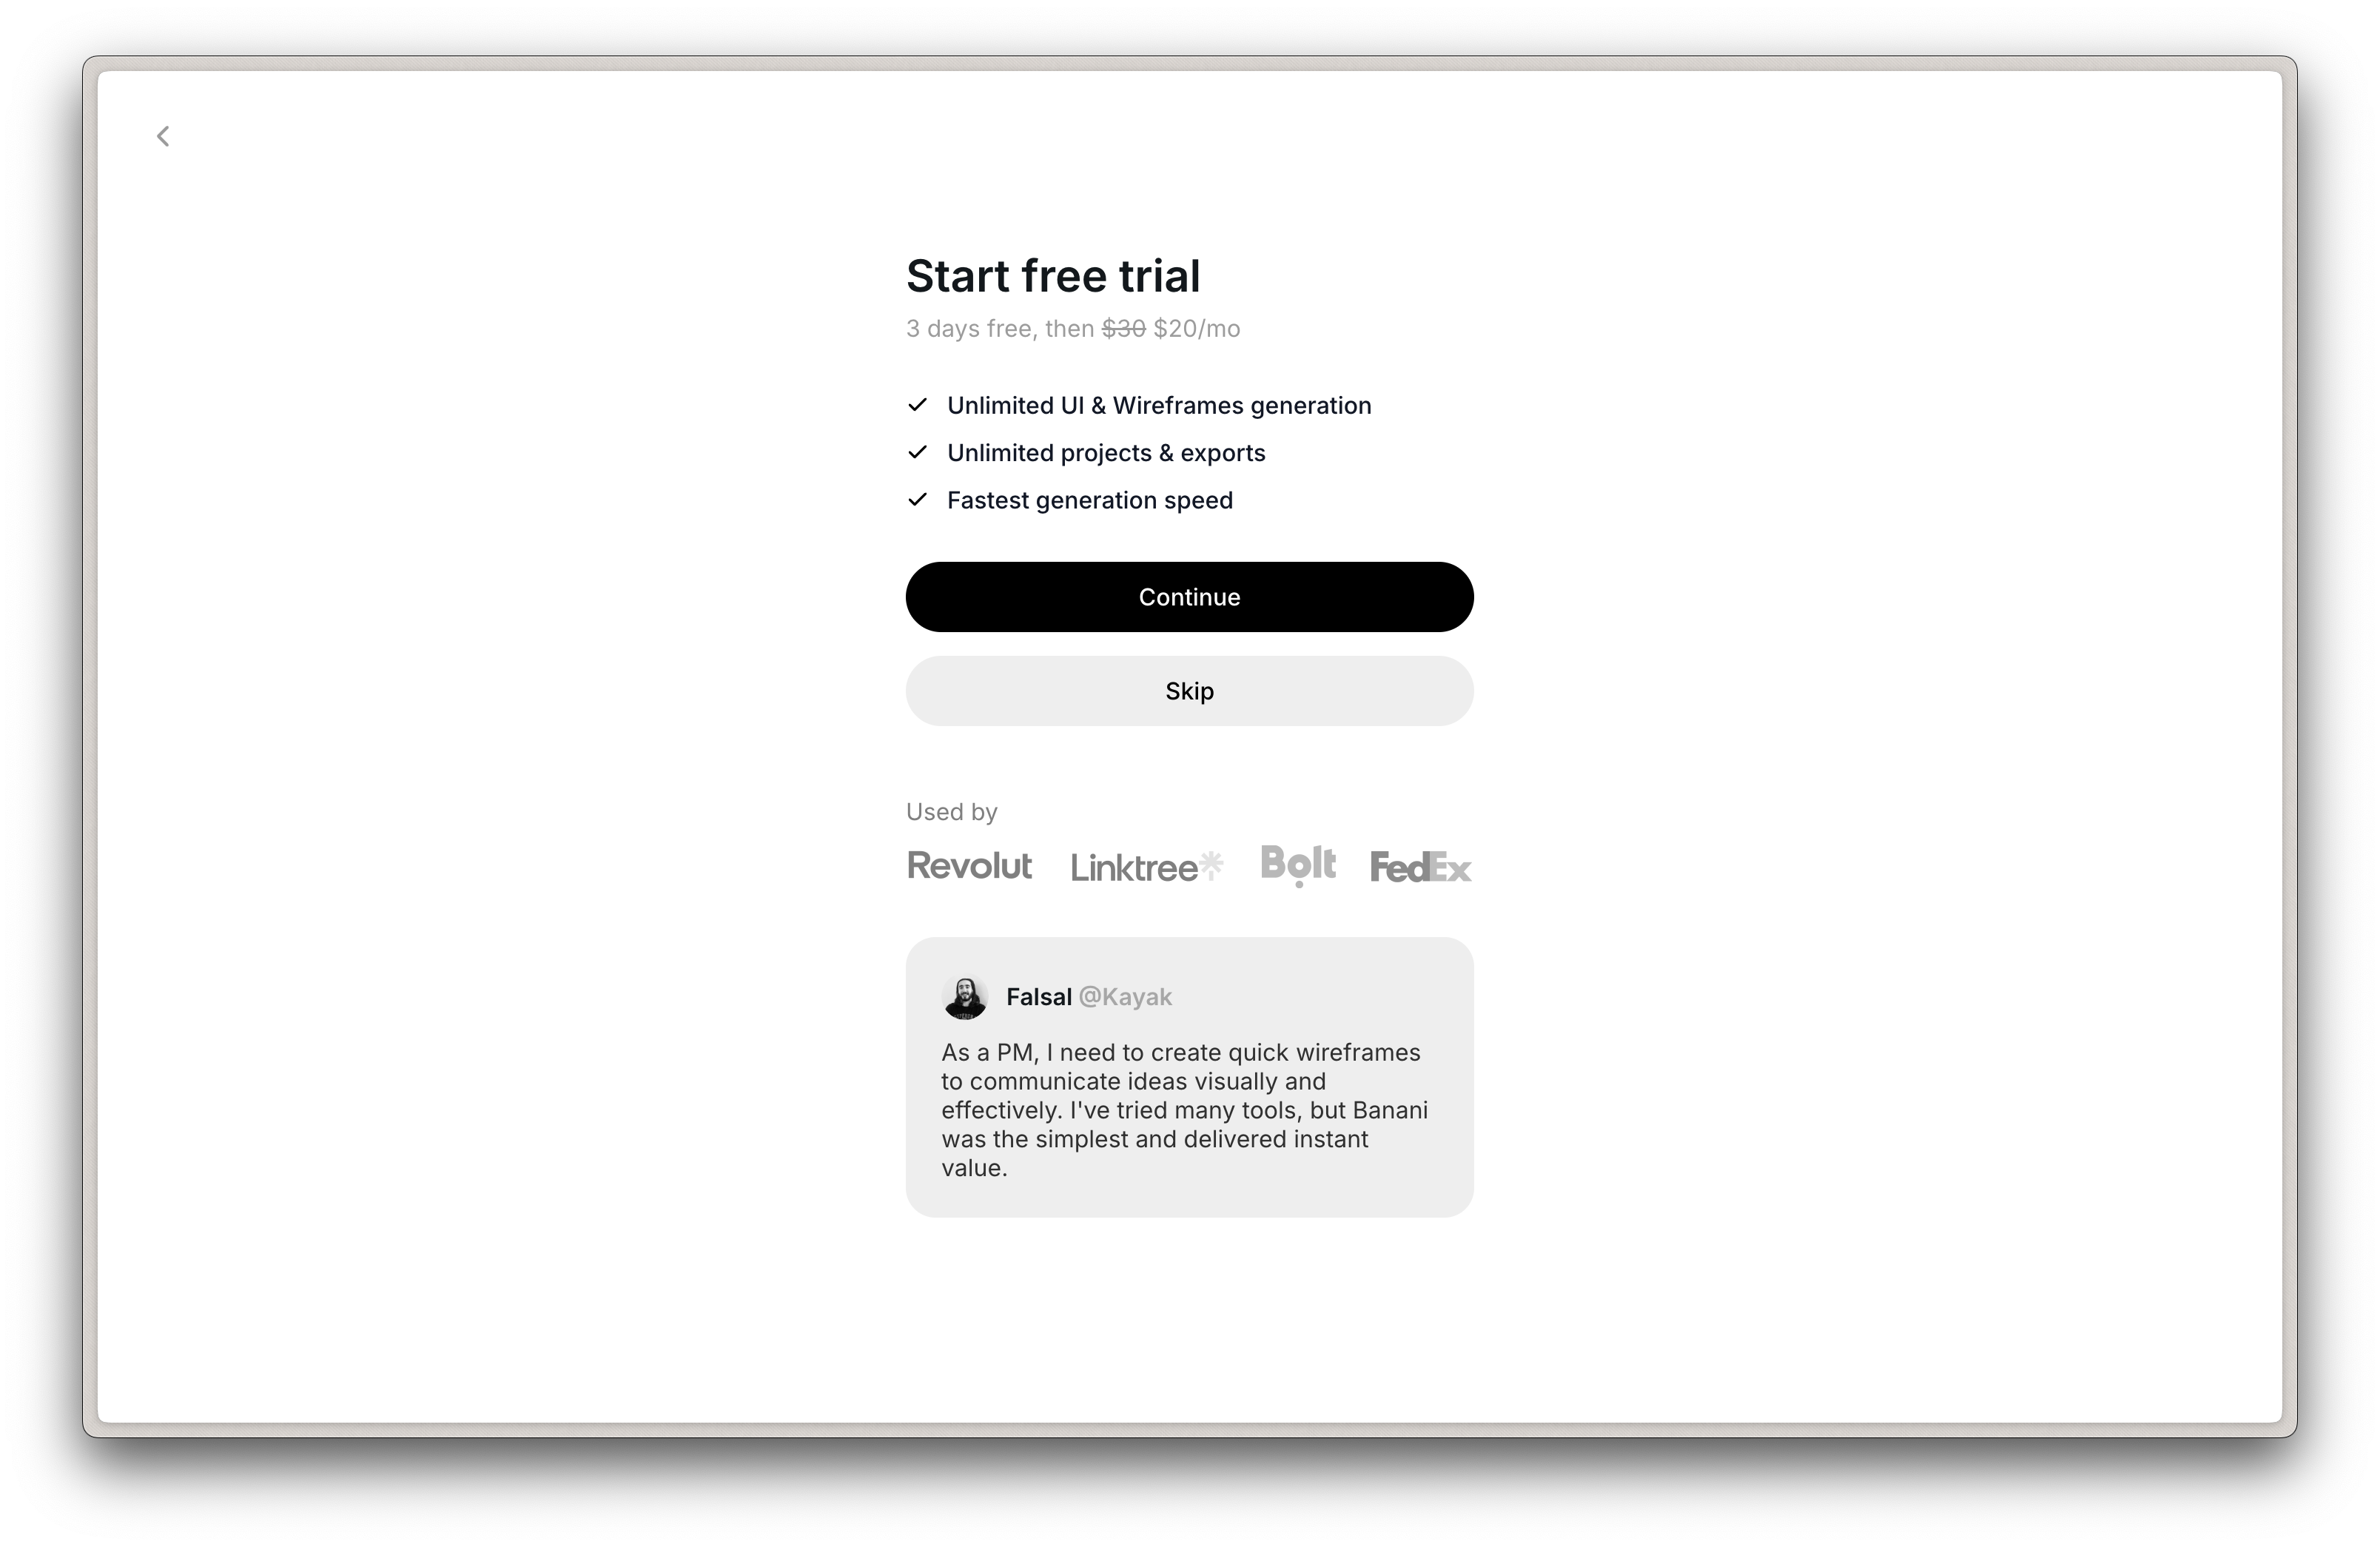 Start free trial
3 days free, then $30 $20/mo
Unlimited UI & Wireframes generation
Unlimited projects & exports
Fastest generation speed
Continue
Skip
Used by
Revolut Linktree Bolt FedEx
Falsal @Kayak
As a PM, I need to create quick wireframes
to communicate ideas visually and
effectively. I've tried many tools, but Banani
was the simplest and delivered instant
value.